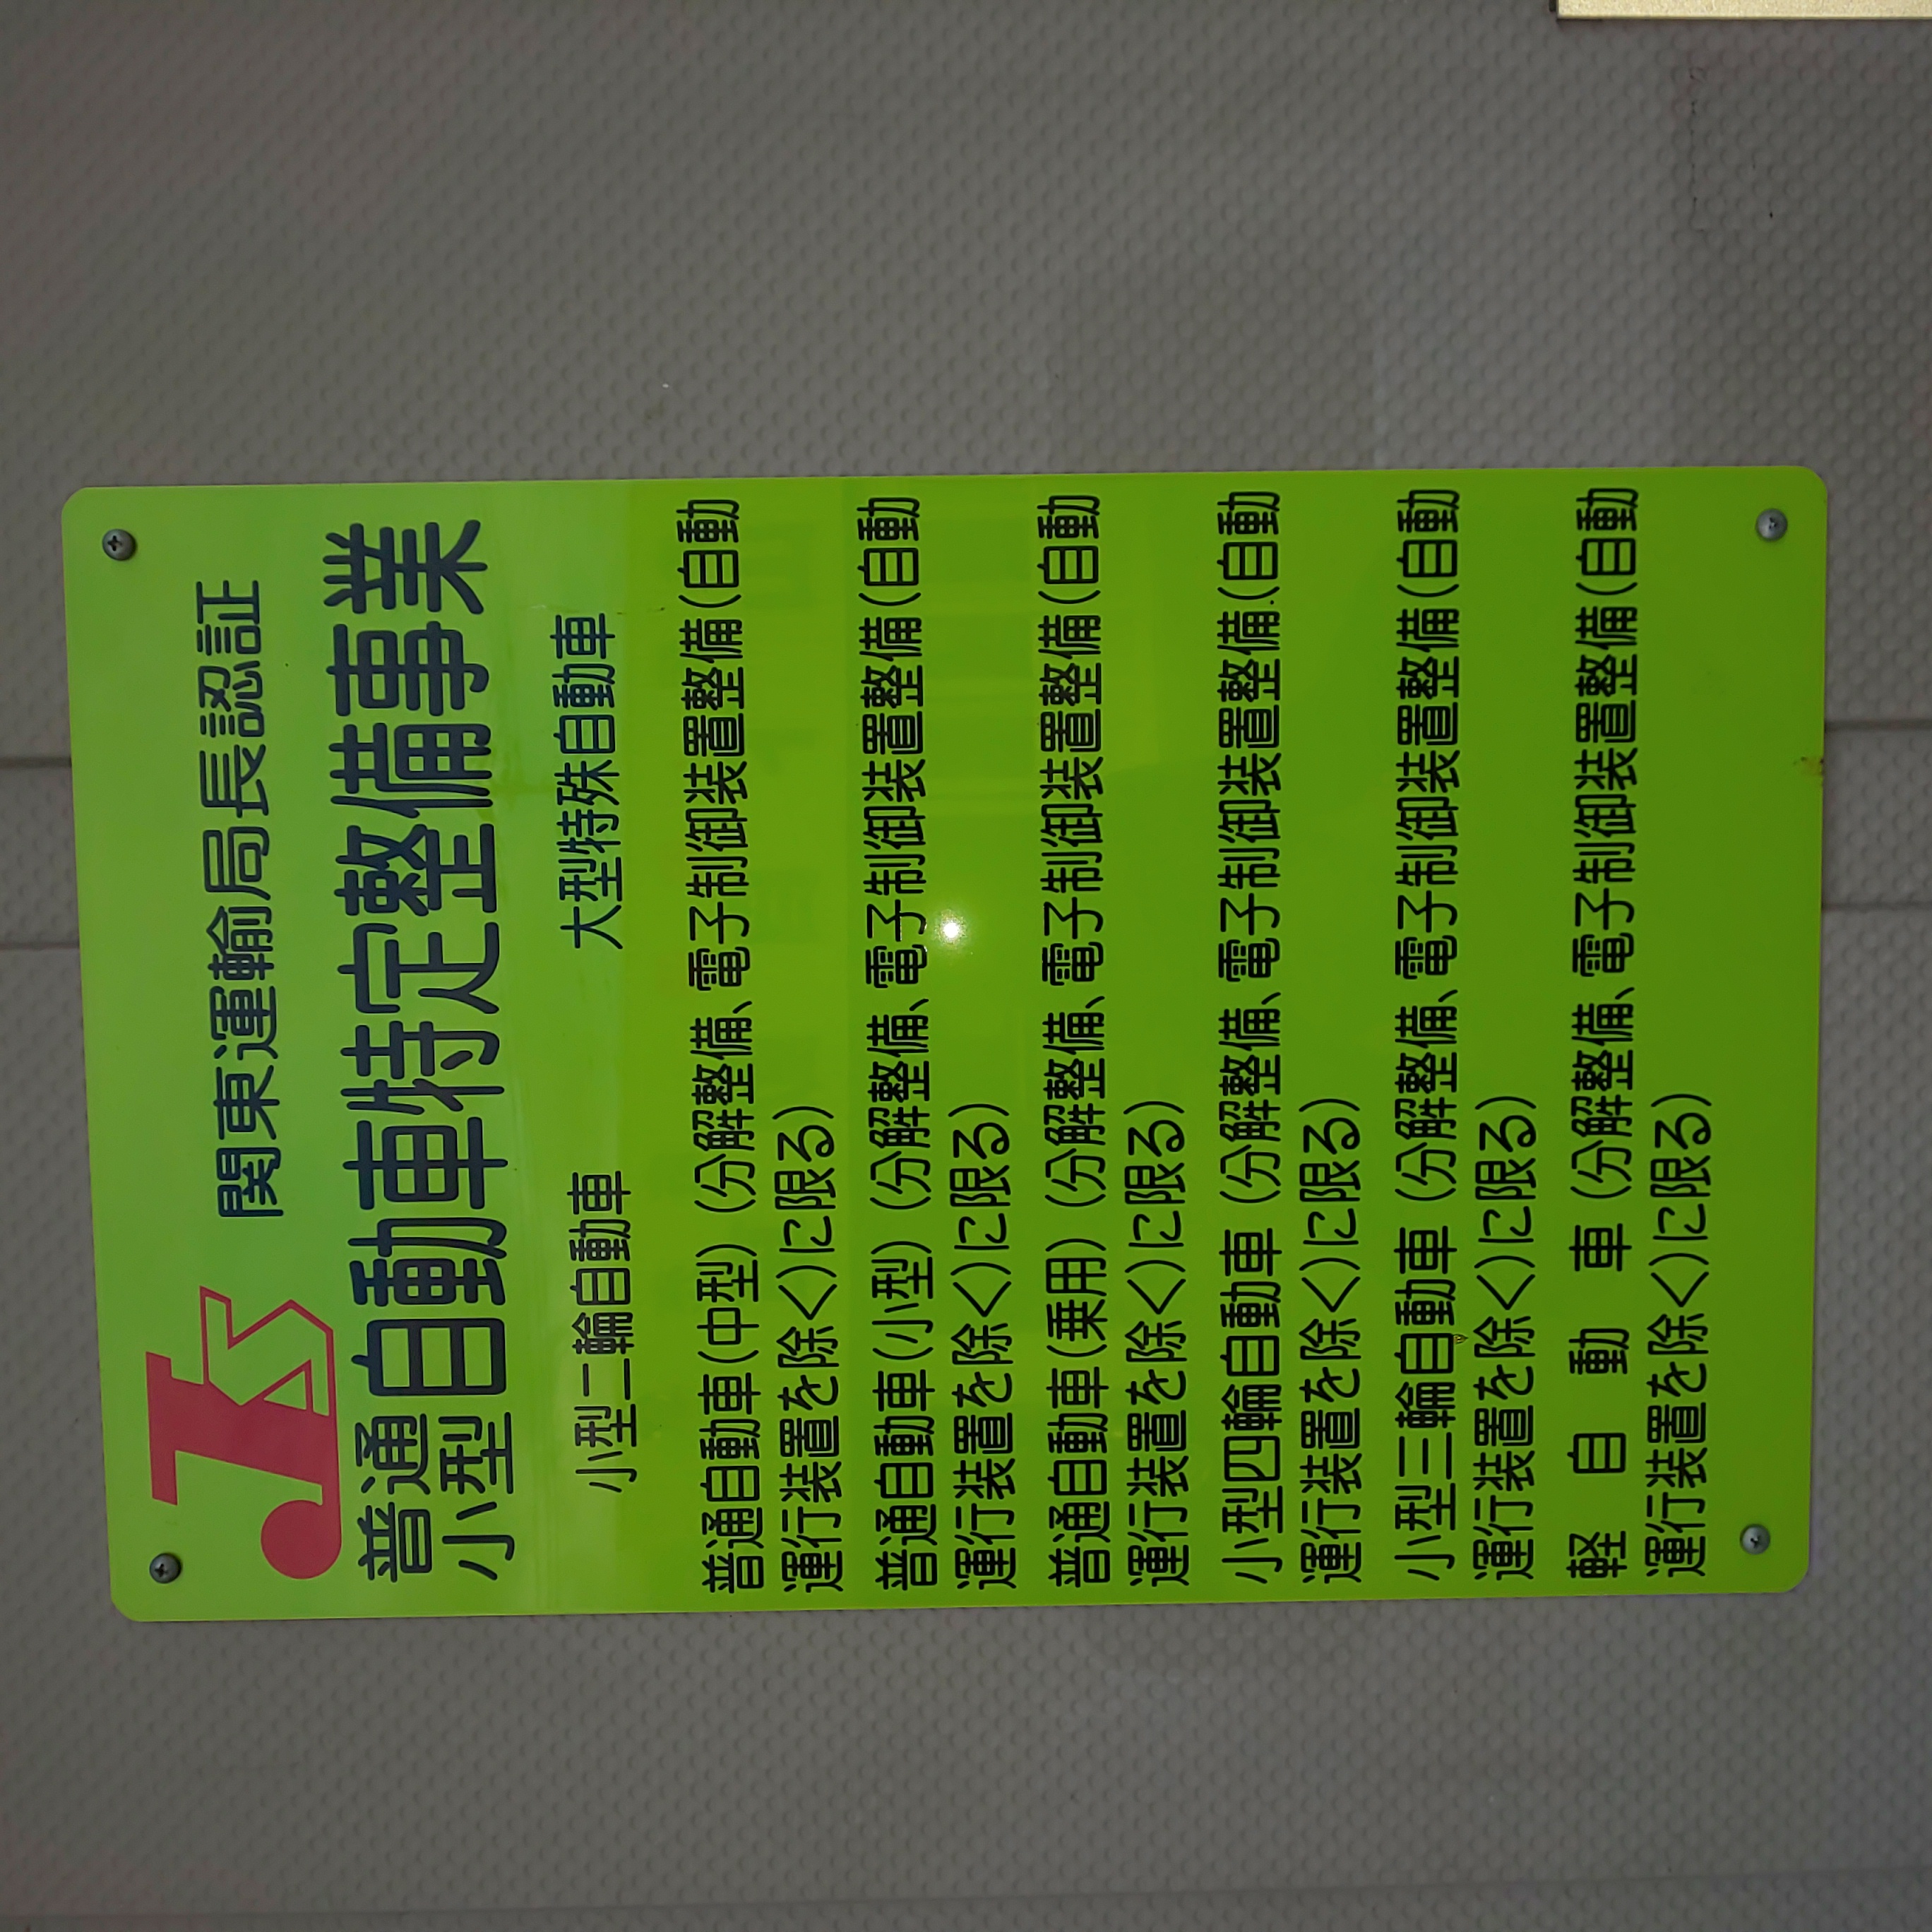 JS
関東運輸局長認証
普通
小型
自動車特定整備事業
小型二輪自動車 大型特殊自動車
普通自動車(中型)(分解整備、電子制御装置整備(自動
運行装置を除く)に限る)
普通自動車(小型)(分解整備、電子制御装置整備(自動
運行装置を除く)に限る)
普通自動車(乗用)(分解整備、電子制御装置整備(自動
運行装置を除く)に限る)
小型四輪自動車(分解整備、電子制御装置整備(自動
運行装置を除く)に限る)
小型三輪自動車(分解整備、電子制御装置整備(自動
運行装置を除く)に限る)
軽自動車(分解整備、電子制御装置整備(自動
運行装置を除く)に限る)